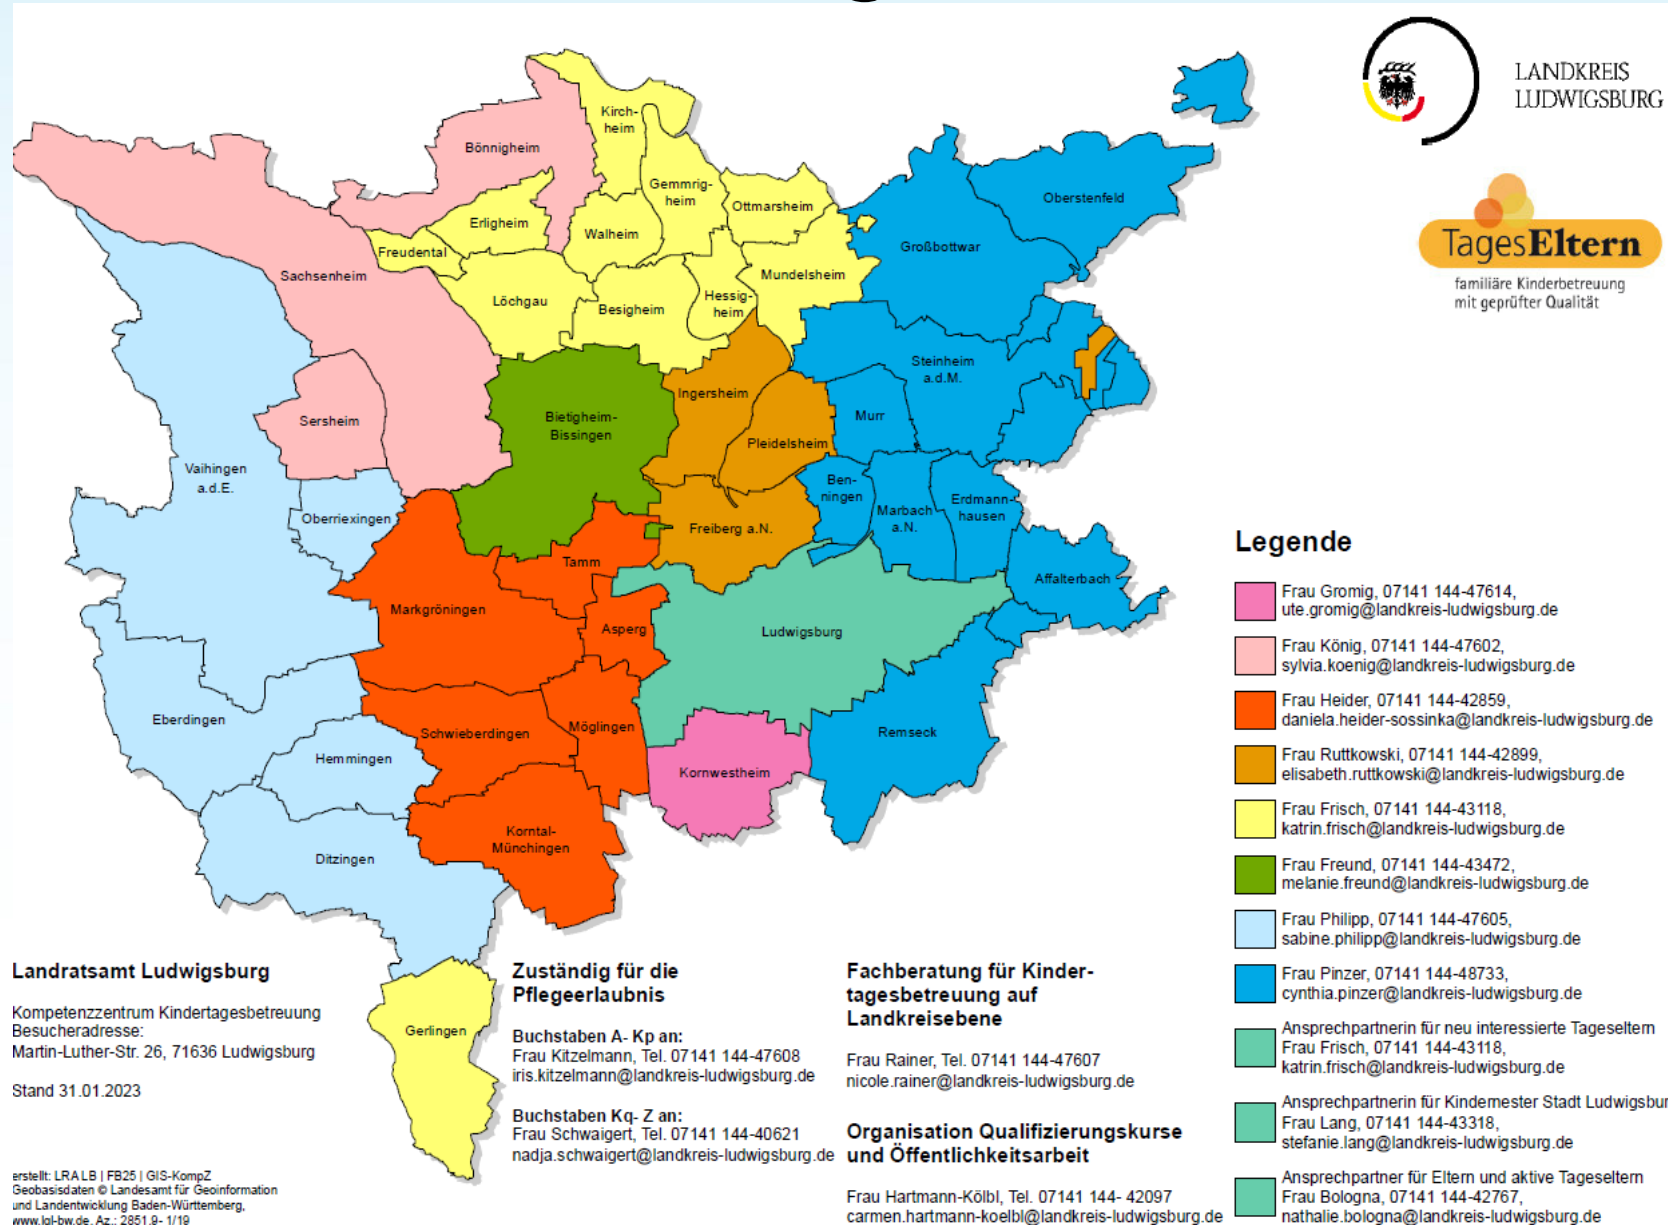 LANDKREIS
LUDWIGSBURG
TagesEltern
familiäre Kinderbetreuung
mit geprüfter Qualität
Kirch-
heim
Bönnigheim
Gemmrig-
heim
Ottmarsheim
Oberstenfeld
Erligheim
Walheim
Großbottwar
Freudental
Sachsenheim
Mundelsheim
Löchgau
Besigheim
Hessig-
heim
Steinheim
a.d.M.
Ingersheim
Sersheim
Bietigheim-
Bissingen
Murr
Pleidelsheim
Vaihingen
a.d.E.
Ben-
ningen
Erdmann-
hausen
Oberriexingen
Marbach
a.N.
Freiberg a.N.
Tamm
Affalterbach
Markgröningen
Asperg
Ludwigsburg
Eberdingen
Schwieberdingen
Möglingen
Remseck
Hemmingen
Kornwestheim
Korntal-
Münchingen
Ditzingen
Gerlingen
Legende
Frau Gromig, 07141 144-47614,
ute.gromig@landkreis-ludwigsburg.de
Frau König, 07141 144-47602,
sylvia.koenig@landkreis-ludwigsburg.de
Frau Heider, 07141 144-42859,
daniela.heider-sossinka@landkreis-ludwigsburg.de
Frau Ruttkowski, 07141 144-42899,
elisabeth.ruttkowski@landkreis-ludwigsburg.de
Frau Frisch, 07141 144-43118,
katrin.frisch@landkreis-ludwigsburg.de
Frau Freund, 07141 144-43472,
melanie.freund@landkreis-ludwigsburg.de
Frau Philipp, 07141 144-47605,
sabine.philipp@landkreis-ludwigsburg.de
Frau Pinzer, 07141 144-48733,
cynthia.pinzer@landkreis-ludwigsburg.de
Ansprechpartnerin für neu interessierte Tageseltern
Frau Frisch, 07141 144-43118,
katrin.frisch@landkreis-ludwigsburg.de
Ansprechpartnerin für Kindernester Stadt Ludwigsbur
Frau Lang, 07141 144-43318,
stefanie.lang@landkreis-ludwigsburg.de
Ansprechpartner für Eltern und aktive Tageseltern
Frau Bologna, 07141 144-42767,
nathalie.bologna@landkreis-ludwigsburg.de
Landratsamt Ludwigsburg
Kompetenzzentrum Kindertagesbetreuung
Besucheradresse:
Martin-Luther-Str. 26, 71636 Ludwigsburg
Stand 31.01.2023
erstellt: LRA LB | FB25 | GIS-KompZ
Geobasisdaten © Landesamt für Geoinformation
und Landentwicklung Baden-Württemberg,
www.lgl-bw.de, Az.: 2851.9- 1/19
Zuständig für die
Pflegeerlaubnis
Buchstaben A- Kp an:
Frau Kitzelmann, Tel. 07141 144-47608
iris.kitzelmann@landkreis-ludwigsburg.de
Buchstaben Kq- Z an:
Frau Schwaigert, Tel. 07141 144-40621
nadja.schwaigert@landkreis-ludwigsburg.de
Fachberatung für Kinder-
tagesbetreuung auf
Landkreisebene
Frau Rainer, Tel. 07141 144-47607
nicole.rainer@landkreis-ludwigsburg.de
Organisation Qualifizierungskurse
und Öffentlichkeitsarbeit
Frau Hartmann-Kölbl, Tel. 07141 144- 42097
carmen.hartmann-koelbl@landkreis-ludwigsburg.de